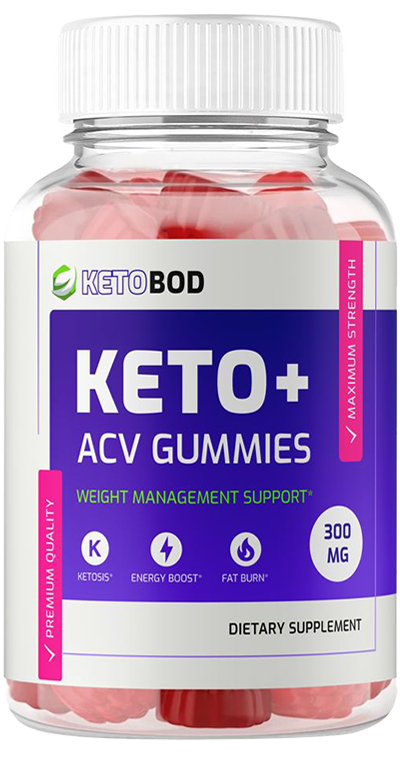 KETOBOD
MAXIMUM STRENGTH
KETO+
ACV GUMMIES
WEIGHT MANAGEMENT SUPPORT*
K
KETOSIS*
ENERGY BOOST*
FAT BURN*
300
MG
PREMIUM QUALITY
DIETARY SUPPLEMENT